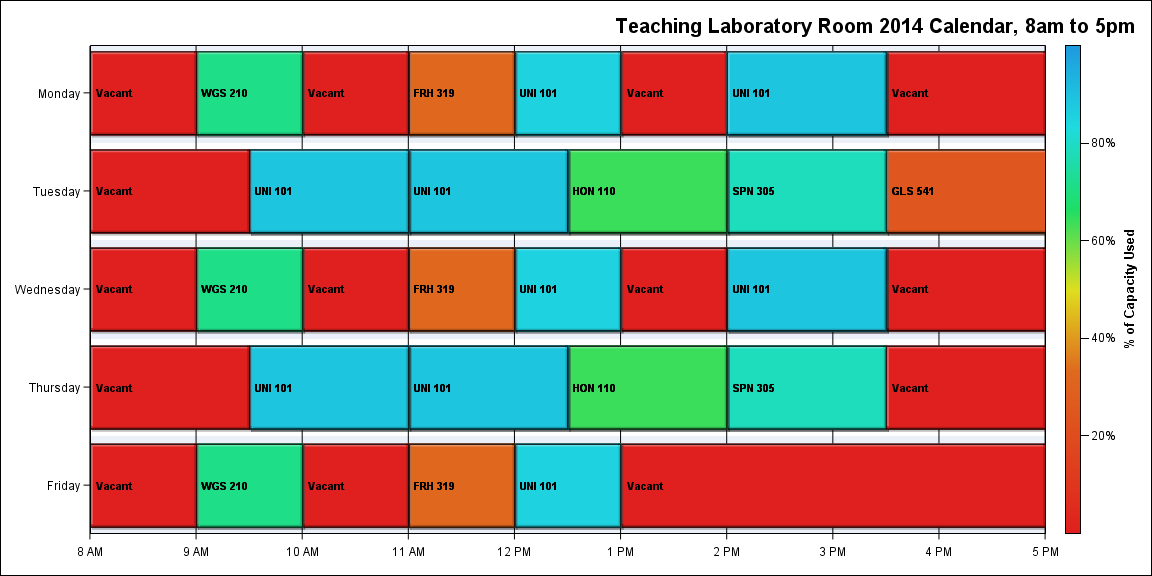 Teaching Laboratory Room 2014 Calendar, 8am to 5pm
Monday
Vacant
WGS 210
Vacant
FRH 319
UNI 101
Vacant
UNI 101
Vacant
Tuesday
Vacant
UNI 101
UNI 101
HON 110
SPN 305
GLS 541
Wednesday
Vacant
WGS 210
Vacant
FRH 319
UNI 101
Vacant
UNI 101
Vacant
Thursday
Vacant
UNI 101
UNI 101
HON 110
SPN 305
Vacant
Friday
Vacant
WGS 210
Vacant
FRH 319
UNI 101
Vacant
8 AM
9 AM
10 AM
11 AM
12 PM
1 PM
2 PM
3 PM
4 PM
5 PM
80%
60%
40%
20%
% of Capacity Used